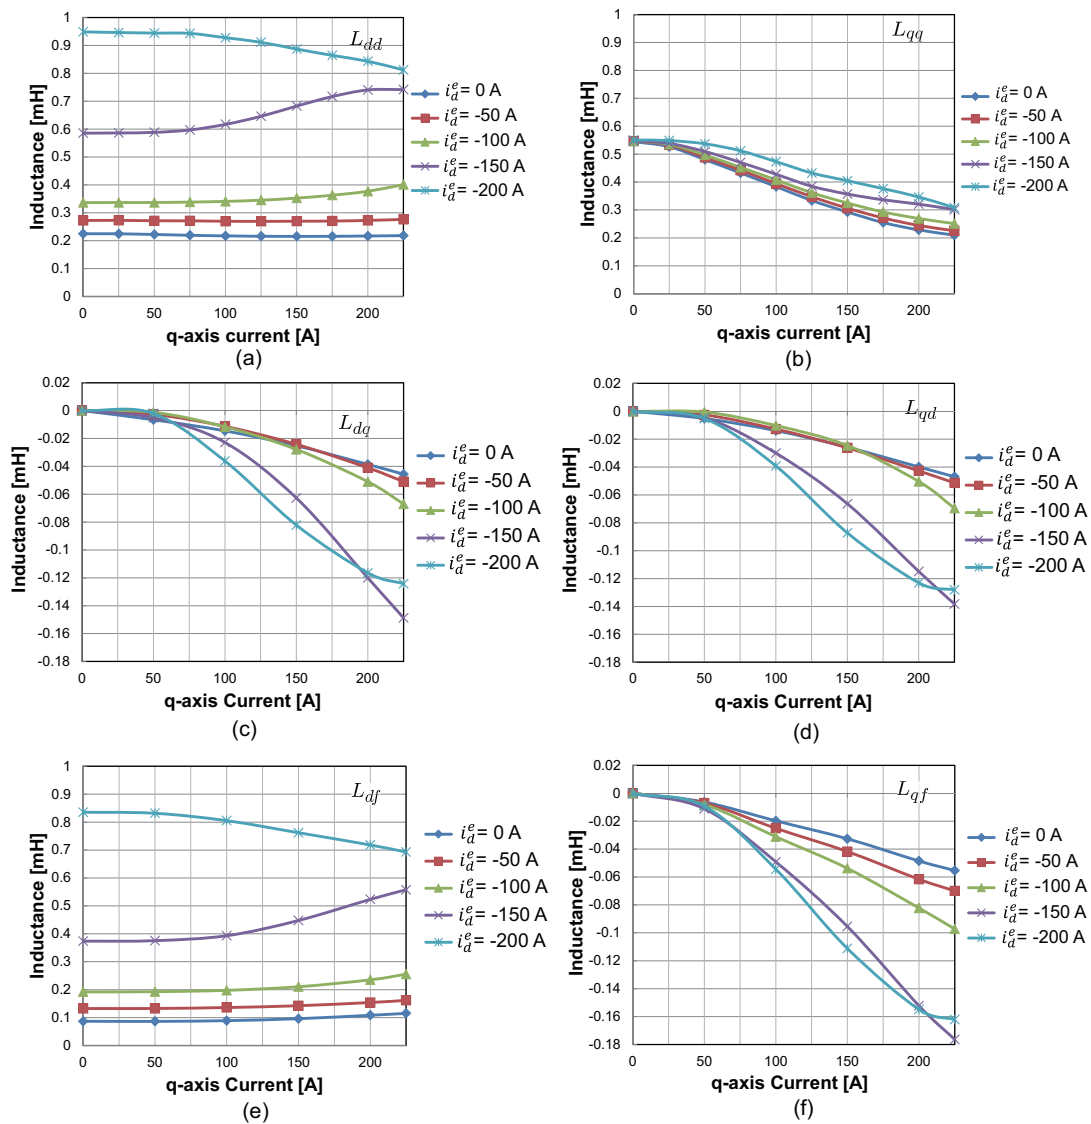 L_dd
Inductance [mH]
1
0.9
0.8
0.7
0.6
0.5
0.4
0.3
0.2
0.1
0
0 50 100 150 200
q-axis current [A]
i_d^e= 0 A
i_d^e= -50 A
i_d^e= -100 A
i_d^e= -150 A
i_d^e= -200 A
(a)
L_qq
Inductance [mH]
1
0.9
0.8
0.7
0.6
0.5
0.4
0.3
0.2
0.1
0
0 50 100 150 200
q-axis current [A]
i_d^e= 0 A
i_d^e= -50 A
i_d^e= -100 A
i_d^e= -150 A
i_d^e= -200 A
(b)
L_dq
Inductance [mH]
0.02
0
-0.02
-0.04
-0.06
-0.08
-0.1
-0.12
-0.14
-0.16
-0.18
0 50 100 150 200
q-axis Current [A]
i_d^e= 0 A
i_d^e= -50 A
i_d^e= -100 A
i_d^e= -150 A
i_d^e= -200 A
(c)
L_qd
Inductance [mH]
0.02
0
-0.02
-0.04
-0.06
-0.08
-0.1
-0.12
-0.14
-0.16
-0.18
0 50 100 150 200
q-axis Current [A]
i_d^e= 0 A
i_d^e= -50 A
i_d^e= -100 A
i_d^e= -150 A
i_d^e= -200 A
(d)
L_df
Inductance [mH]
1
0.9
0.8
0.7
0.6
0.5
0.4
0.3
0.2
0.1
0
0 50 100 150 200
q-axis Current [A]
i_d^e= 0 A
i_d^e= -50 A
i_d^e= -100 A
i_d^e= -150 A
i_d^e= -200 A
(e)
L_qf
Inductance [mH]
0.02
0
-0.02
-0.04
-0.06
-0.08
-0.1
-0.12
-0.14
-0.16
-0.18
0 50 100 150 200
q-axis Current [A]
i_d^e= 0 A
i_d^e= -50 A
i_d^e= -100 A
i_d^e= -150 A
i_d^e= -200 A
(f)